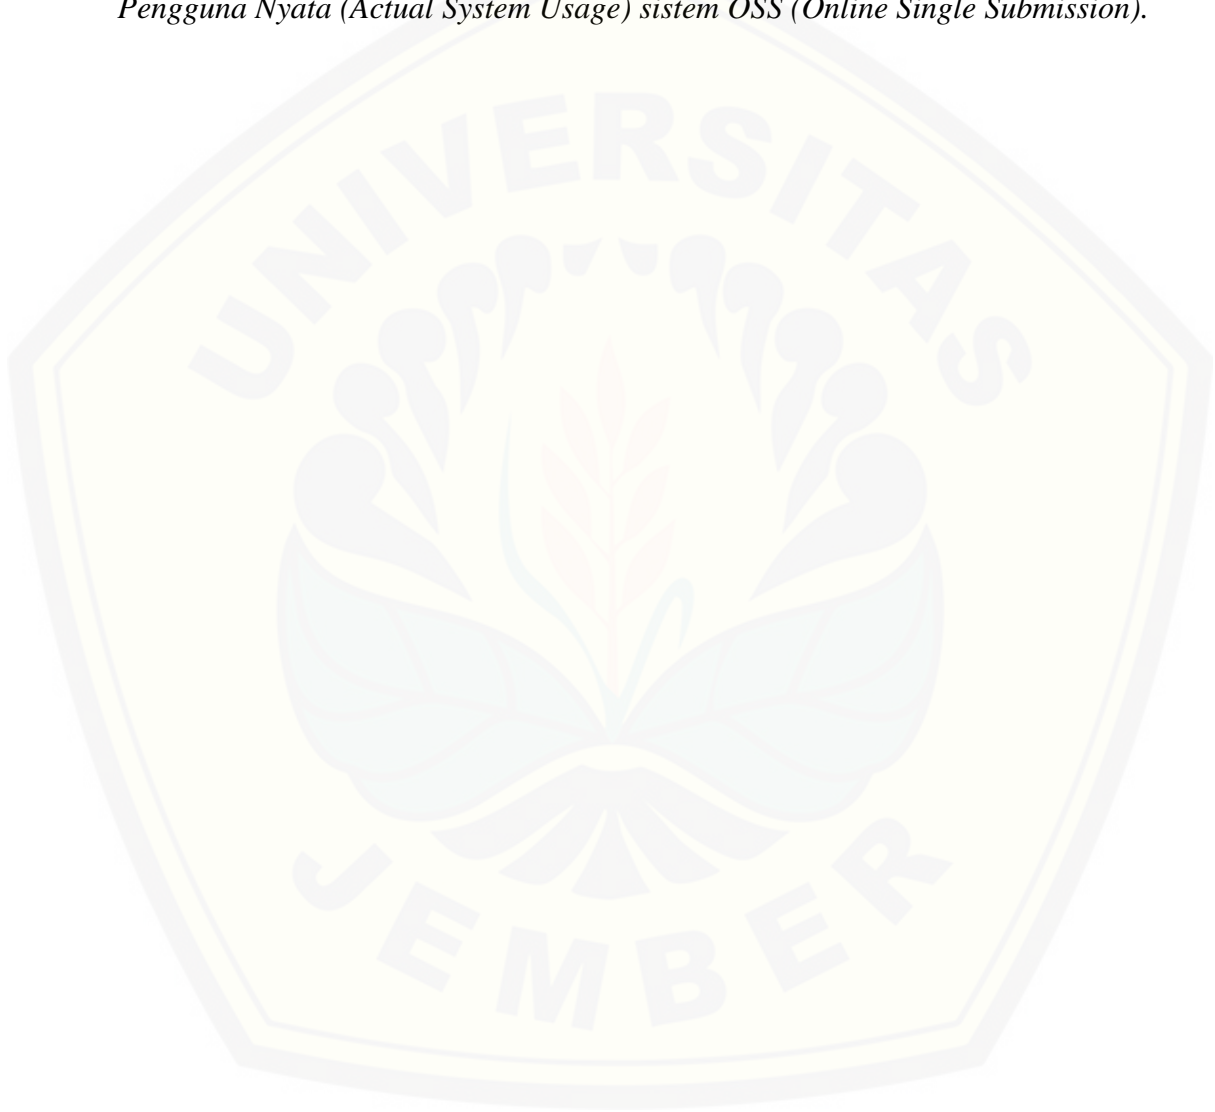 Pengguna Nyata (Actual System Usage) sistem OSS (Online Single Submission).
UNIVERSITAS
JEMBER